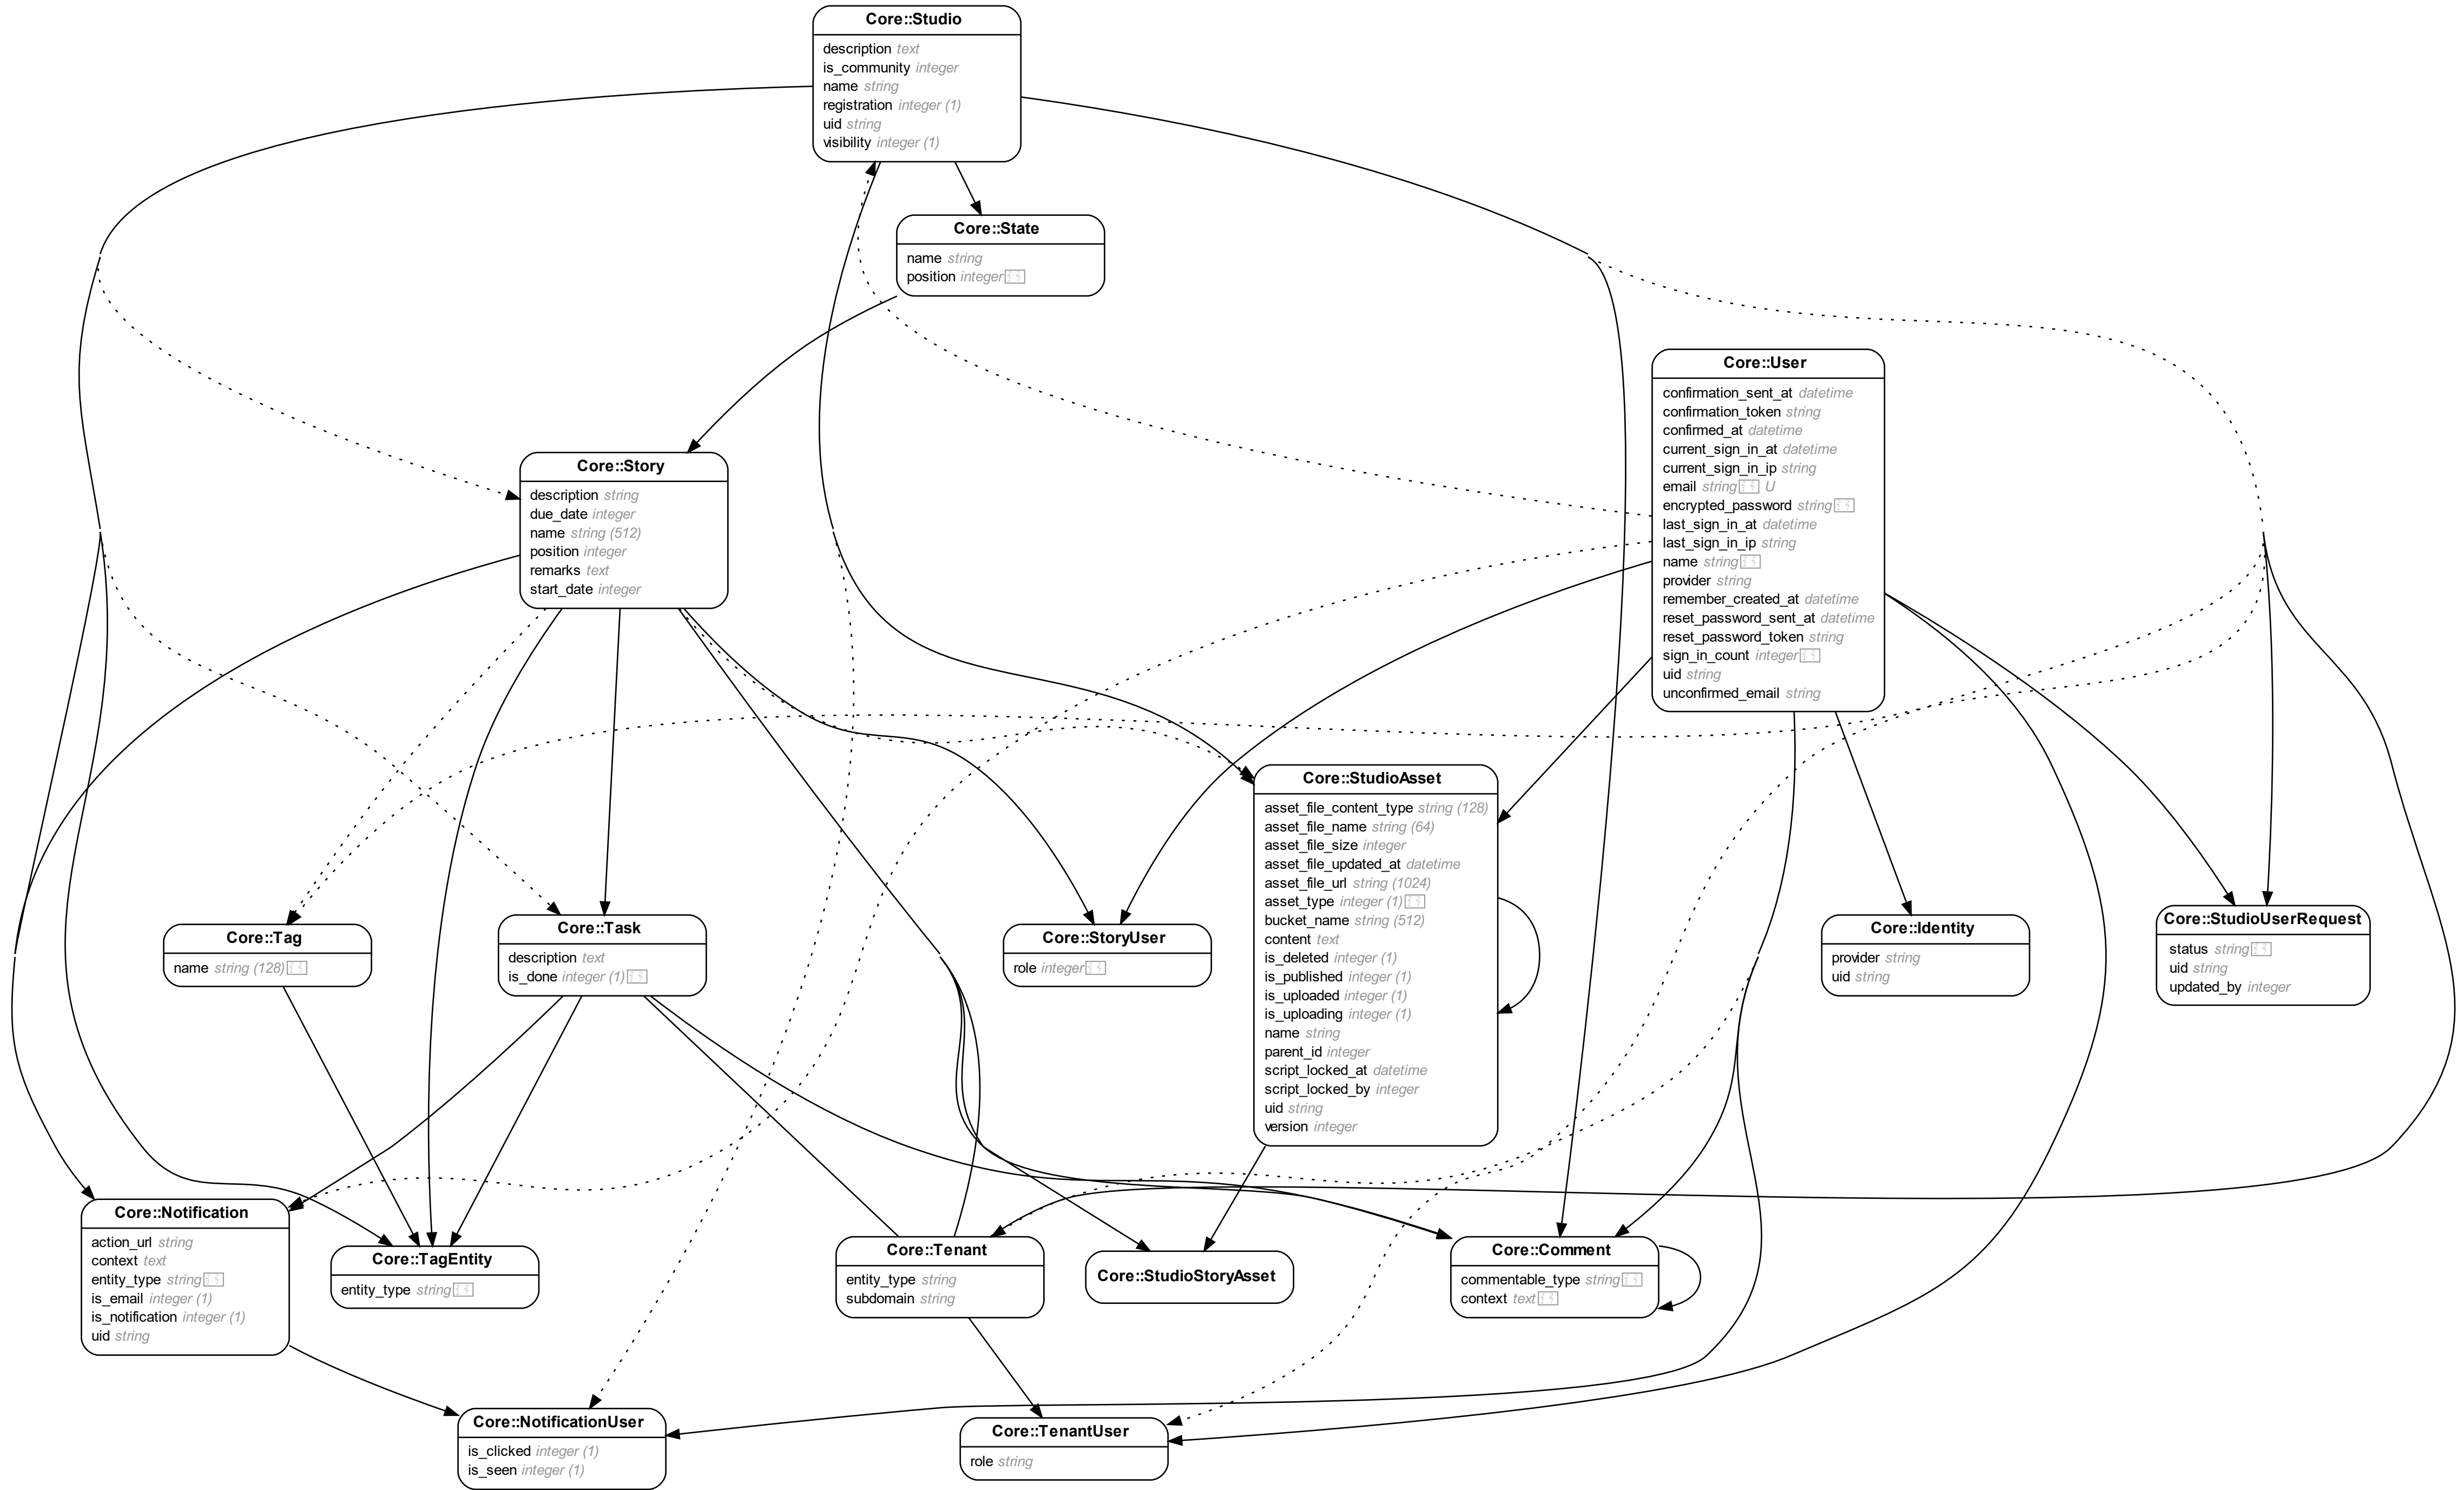 Core::Studio
description text
is_community integer
name string
registration integer (1)
uid string
visibility integer (1)
Core::State
name string
position integer
Core::User
confirmation_sent_at datetime
confirmation_token string
confirmed_at datetime
current_sign_in_at datetime
current_sign_in_ip string
email string U
encrypted_password string
last_sign_in_at datetime
last_sign_in_ip string
name string
provider string
remember_created_at datetime
reset_password_sent_at datetime
reset_password_token string
sign_in_count integer
uid string
unconfirmed_email string
Core::Story
description string
due_date integer
name string (512)
position integer
remarks text
start_date integer
Core::StudioAsset
asset_file_content_type string (128)
asset_file_name string (64)
asset_file_size integer
asset_file_updated_at datetime
asset_file_url string (1024)
asset_type integer (1)
bucket_name string (512)
content text
is_deleted integer (1)
is_published integer (1)
is_uploaded integer (1)
is_uploading integer (1)
name string
parent_id integer
script_locked_at datetime
script_locked_by integer
uid string
version integer
Core::Tag
name string (128)
Core::Task
description text
is_done integer (1)
Core::StoryUser
role integer
Core::Identity
provider string
uid string
Core::StudioUserRequest
status string
uid string
updated_by integer
Core::Notification
action_url string
context text
entity_type string
is_email integer (1)
is_notification integer (1)
uid string
Core::TagEntity
entity_type string
Core::Tenant
entity_type string
subdomain string
Core::StudioStoryAsset
Core::Comment
commentable_type string
context text
Core::NotificationUser
is_clicked integer (1)
is_seen integer (1)
Core::TenantUser
role string